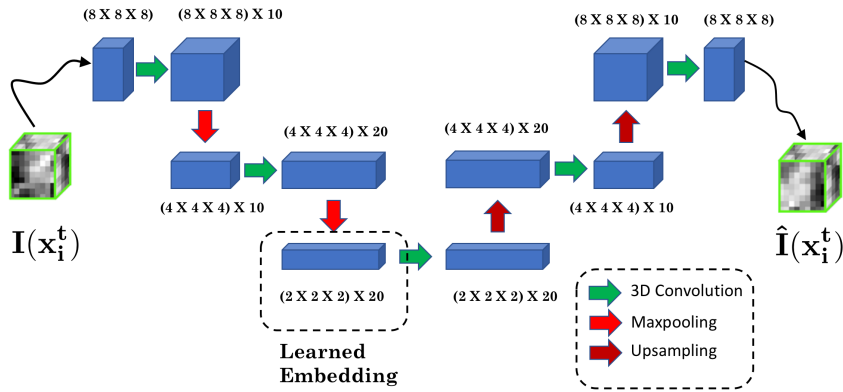 (8 X 8 X 8)
(8 X 8 X 8) X 10
(8 X 8 X 8) X 10
(8 X 8 X 8)
(4 X 4 X 4) X 20
(4 X 4 X 4) X 20
(4 X 4 X 4) X 10
(4 X 4 X 4) X 10
I(x_i^t)
Î(x_i^t)
(2 X 2 X 2) X 20
(2 X 2 X 2) X 20
Learned
Embedding
3D Convolution
Maxpooling
Upsampling